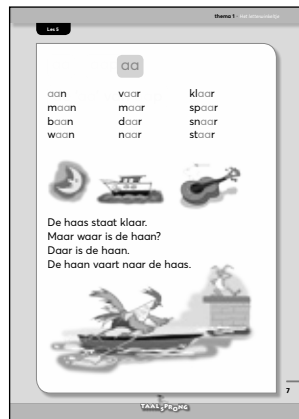 thema 1
Les 5
aa
aan vaar klaar
maan maar spaar
baan daar snaar
waan naar staar
De haas staat klaar.
Maar waar is de haan?
Daar is de haan.
De haan vaart naar de haas.
7
TAALSPRONG